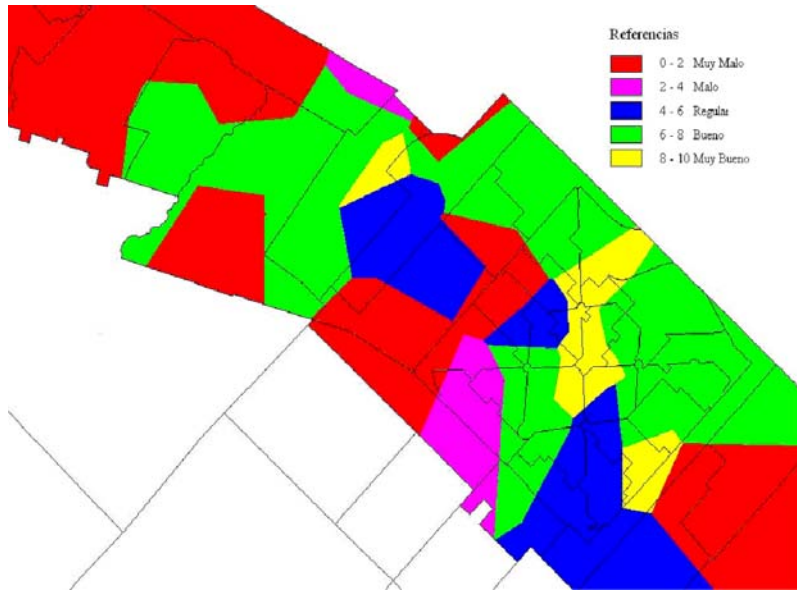 Referencias
0 - 2 Muy Malo
2 - 4 Malo
4 - 6 Regular
6 - 8 Bueno
8 - 10 Muy Bueno